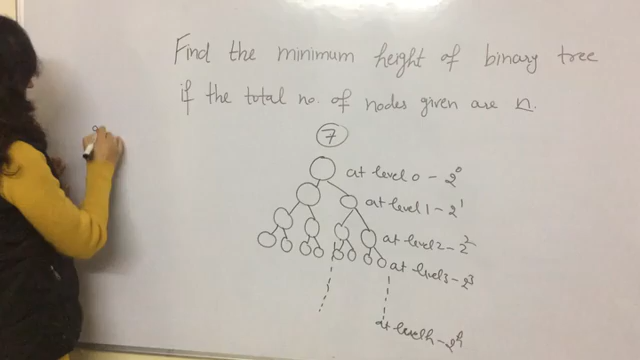 Find the minimum height of binary tree
if the total no. of nodes given are n.
7
at level 0 - 2⁰
at level 1 - 2¹
at level 2 - 2²
at level 3 - 2³
at level h - 2ʰ